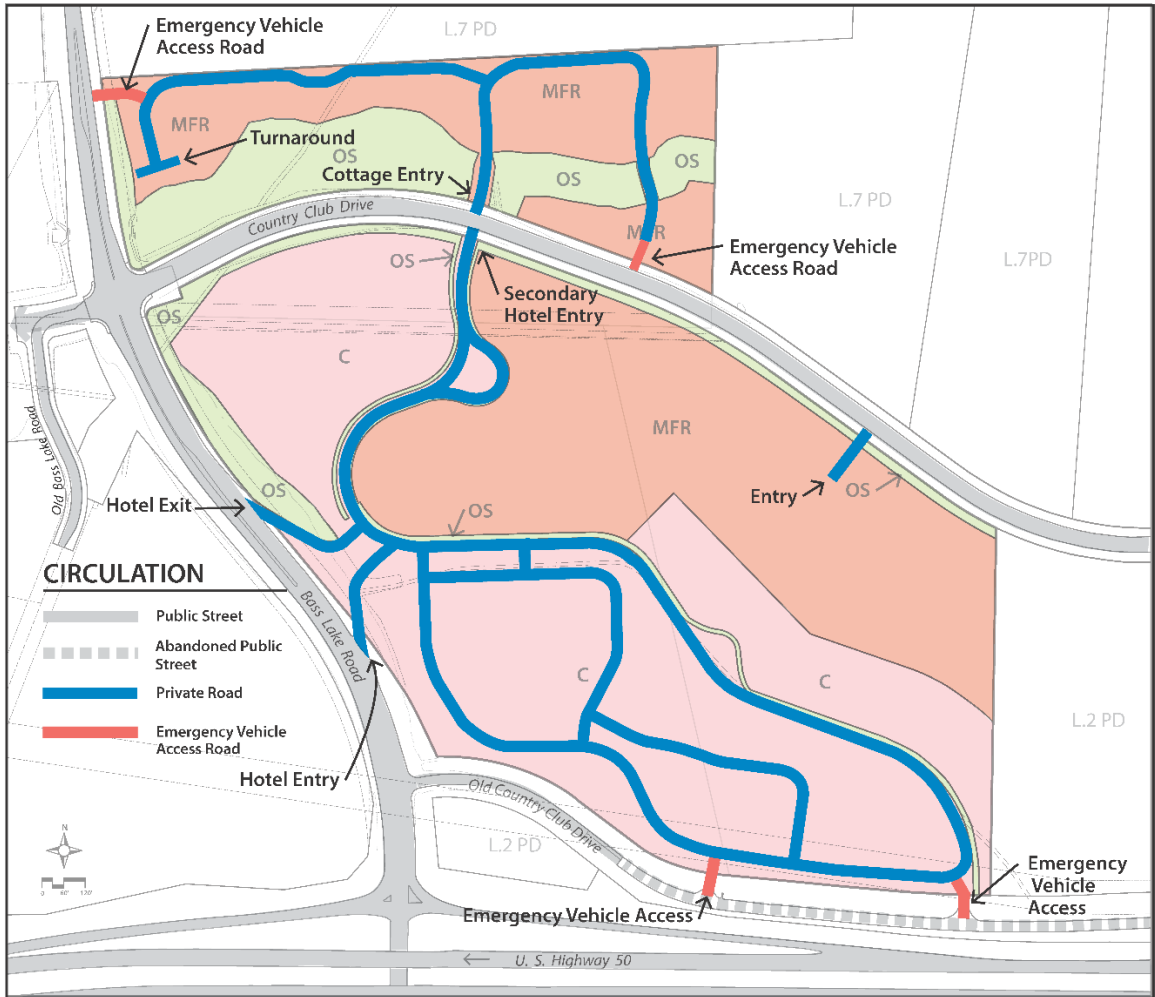 Emergency Vehicle
Access Road
L.7 PD
MFR
MFR
Turnaround
OS
OS
OS
Cottage Entry
L.7 PD
Country Club Drive
MFR
Emergency Vehicle
Access Road
L.7PD
OS
Secondary
Hotel Entry
OS
C
MFR
P/O Bass Lake Road
OS
Hotel Exit
Entry
OS
OS
CIRCULATION
Public Street
Abandoned Public
Street
Private Road
Emergency Vehicle
Access Road
Bass Lake Road
C
C
L.2 PD
Hotel Entry
Old Country Club Drive
L.2 PD
N
0 60' 120'
Emergency Vehicle Access
Emergency
Vehicle
Access
U. S. Highway 50